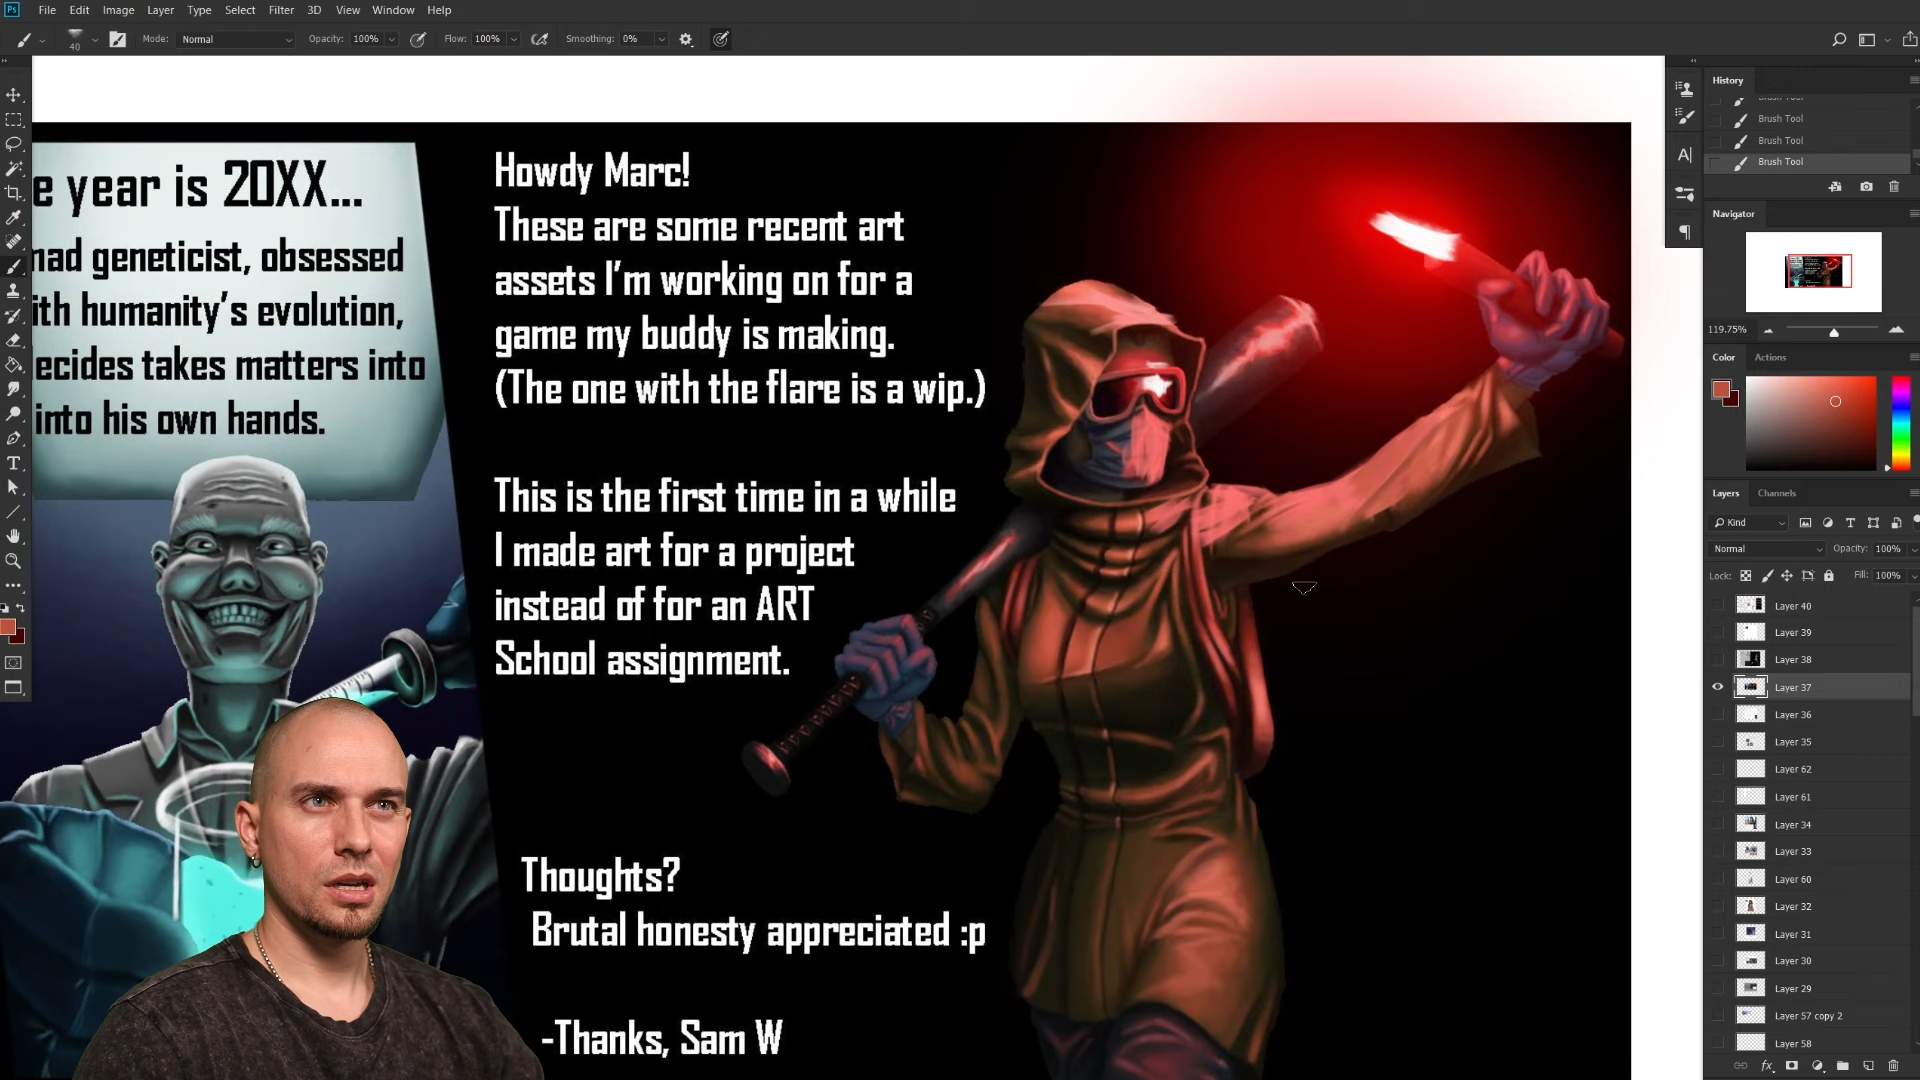 Ps File Edit Image Layer Type Select Filter 3D View Window Help
40 Mode: Normal Opacity: 100% Flow: 100% Smoothing: 0%
e year is 20XX...
mad geneticist, obsessed
ith humanity's evolution,
decides takes matters into
into his own hands.
Howdy Marc!
These are some recent art
assets I'm working on for a
game my buddy is making.
(The one with the flare is a wip.)
This is the first time in a while
I made art for a project
instead of for an ART
School assignment.
Thoughts?
Brutal honesty appreciated :p
-Thanks, Sam W
History
Brush Tool
Brush Tool
Brush Tool
Brush Tool
Navigator
119.75%
Color Actions
Layers Channels
Kind
Normal Opacity: 100%
Lock: Fill: 100%
Layer 40
Layer 39
Layer 38
Layer 37
Layer 36
Layer 35
Layer 62
Layer 61
Layer 34
Layer 33
Layer 60
Layer 32
Layer 31
Layer 30
Layer 29
Layer 57 copy 2
Layer 58
fx